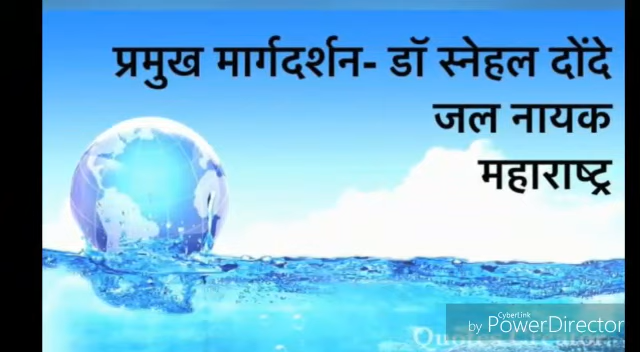 प्रमुख मार्गदर्शन- डॉ स्नेहल दोंदे
जल नायक
महाराष्ट्र
CyberLink
by PowerDirector